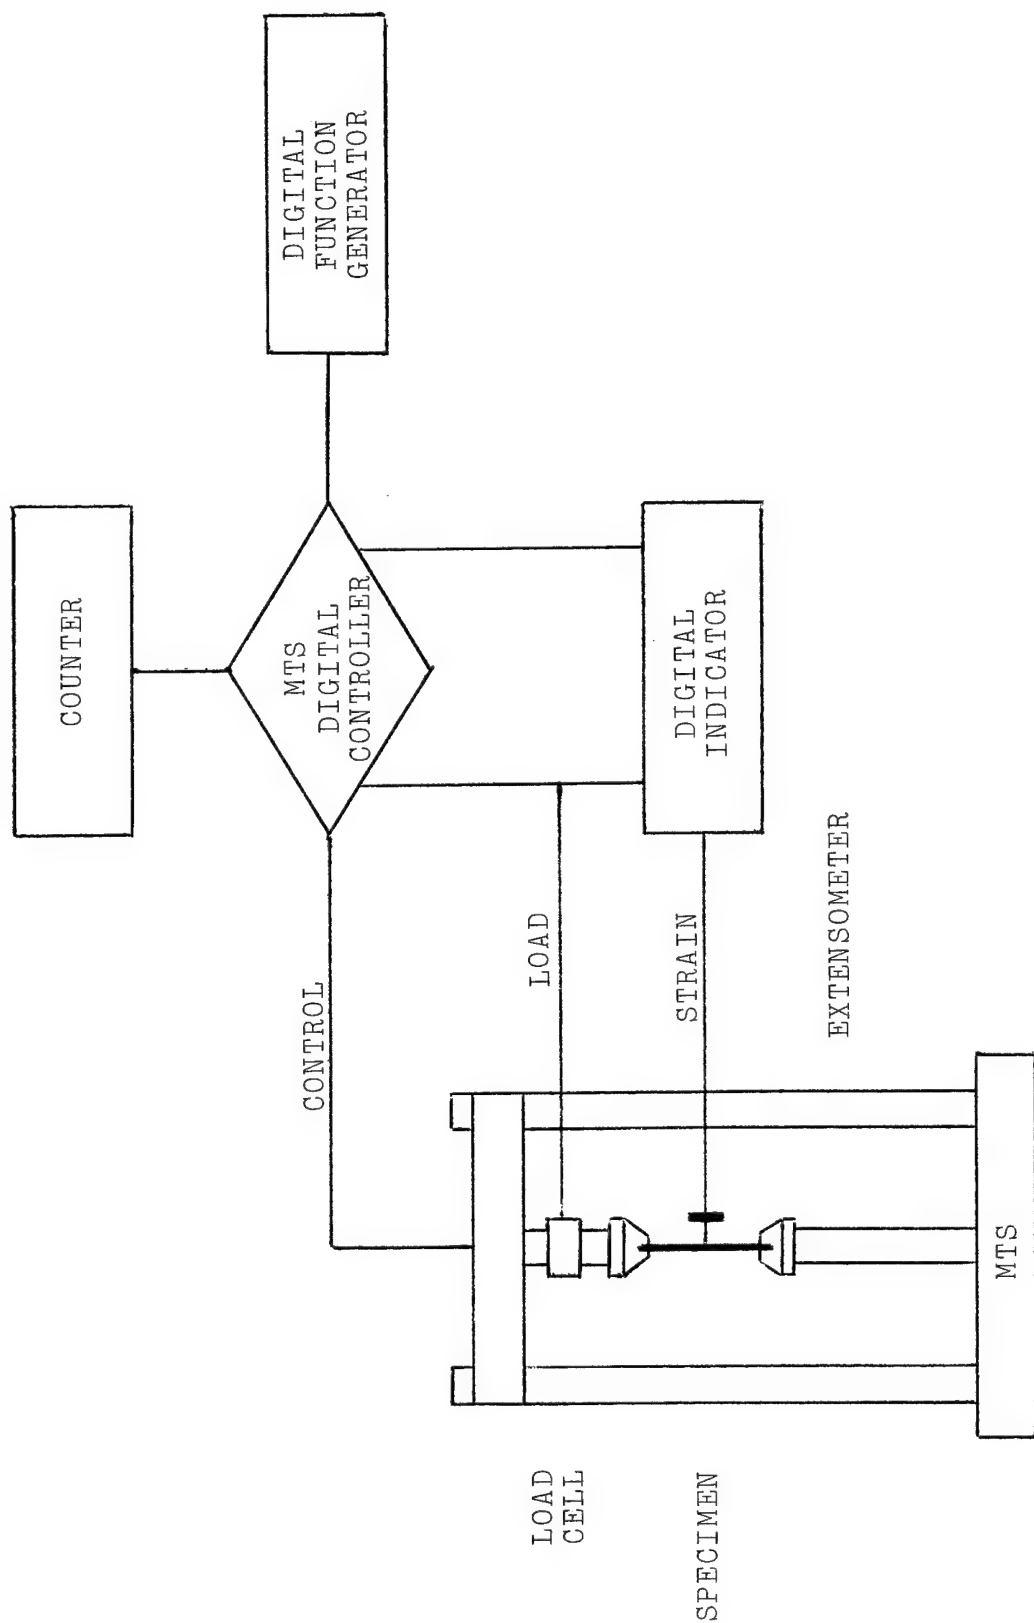 COUNTER
MTS
DIGITAL
CONTROLLER
DIGITAL
FUNCTION
GENERATOR
CONTROL
LOAD
DIGITAL
INDICATOR
STRAIN
LOAD
CELL
EXTENSOMETER
SPECIMEN
MTS